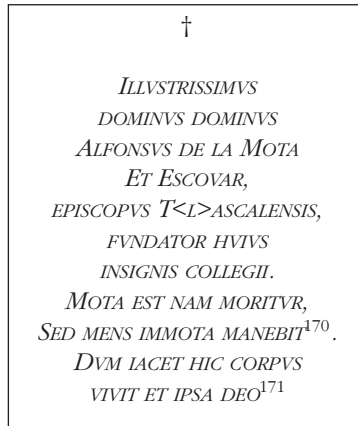 †
ILLVSTRISSIMVS
DOMINVS DOMINVS
ALFONSVS DE LA MOTA
ET ESCOVAR,
EPISCOPVS T<L>ASCALENSIS,
FVNDATOR HVIVS
INSIGNIS COLLEGII.
MOTA EST NAM MORITVR,
SED MENS IMMOTA MANEBIT170.
DVM IACET HIC CORPVS
VIVIT ET IPSA DEO171